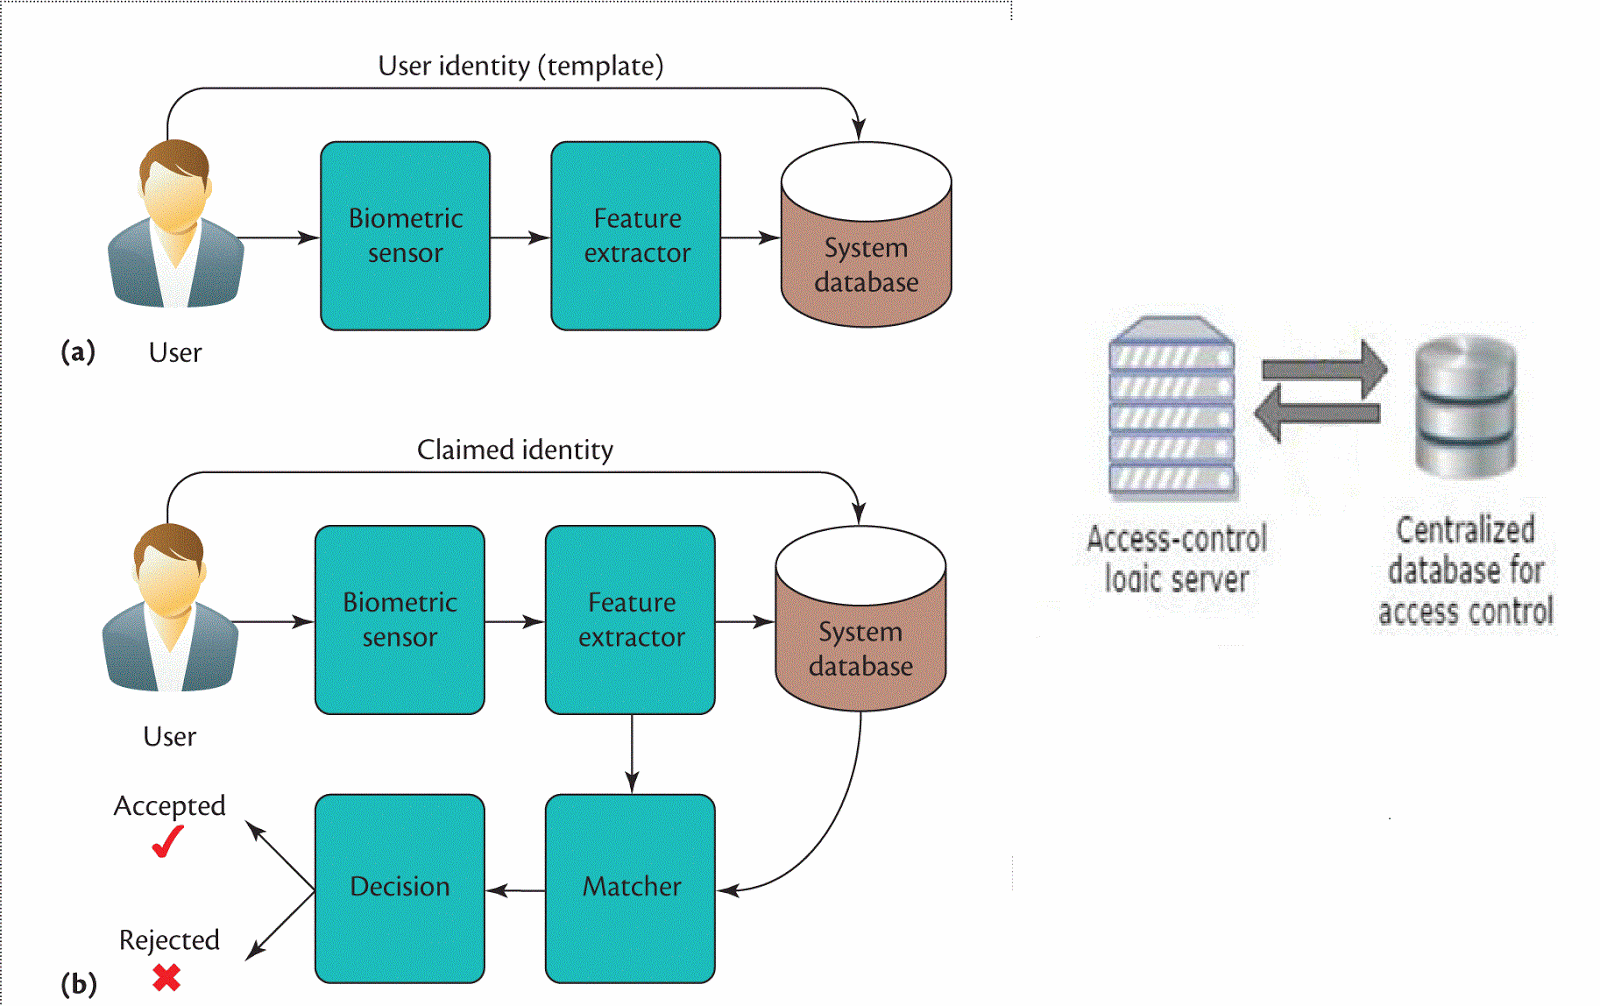 User identity (template)
Biometric
sensor
Feature
extractor
System
database
(a)
User
Claimed identity
Biometric
sensor
Feature
extractor
System
database
User
Accepted
Decision
Matcher
Rejected
(b)
Access-control
logic server
Centralized
database for
access control